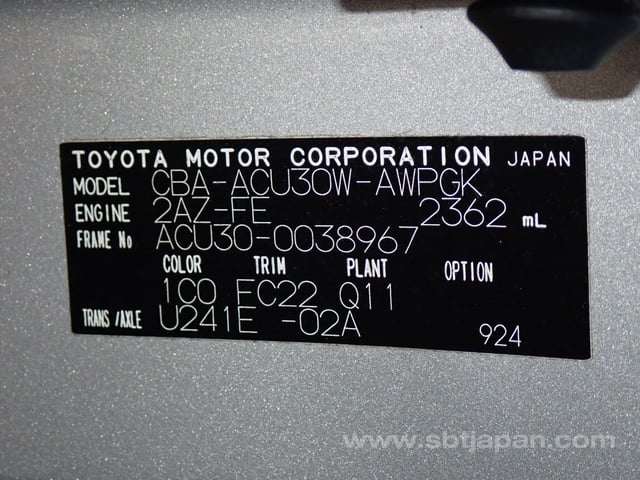 TOYOTA MOTOR CORPORATION JAPAN
MODEL CBA-ACU30W-AWPGK
ENGINE 2AZ-FE 2362 mL
FRAME No ACU30-0038967
COLOR TRIM PLANT OPTION
1C0 FC22 Q11
TRANS/AXLE U241E -02A
924
www.sbtjapan.com